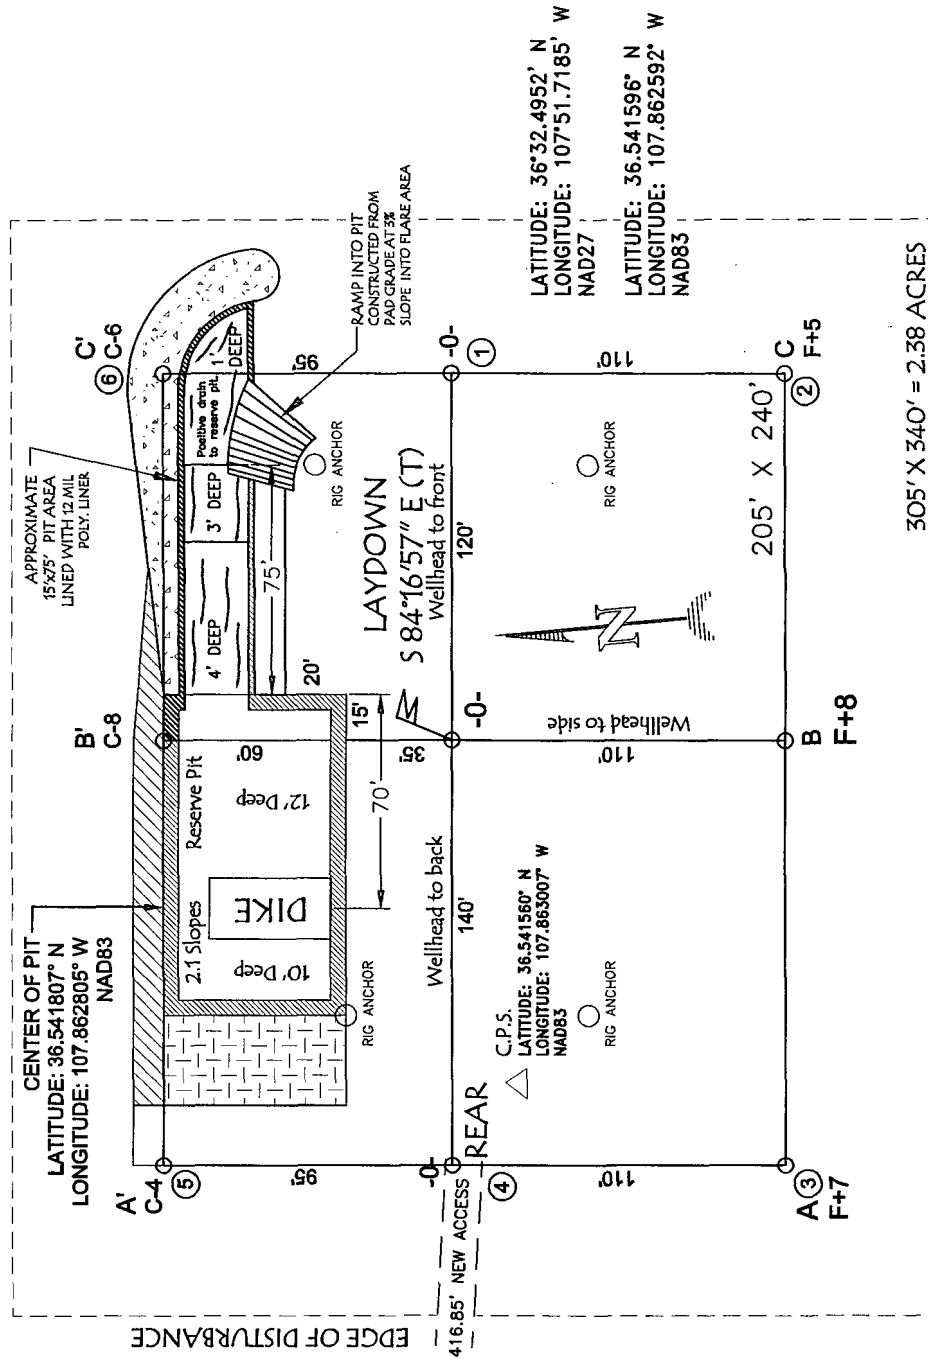 CENTER OF PIT
LATITUDE: 36.541807° N
LONGITUDE: 107.862805° W
NAD83
APPROXIMATE
15'x75' PIT AREA
LINED WITH 12 MIL
POLY. LINER
A'
C-4
5
B'
C-8
C'
C-6
6
2.1 Slopes
Reserve Pit
10' Deep
DIKE
12' Deep
60'
4' DEEP
3' DEEP
Positive drain
to reserve pit.
1'
DEEP
75'
20'
15'
70'
35'
95'
95'
RAMP INTO PIT
CONSTRUCTED FROM
PAD GRADE AT 3%
SLOPE INTO FLARE AREA
RIG ANCHOR
RIG ANCHOR
LAYDOWN
S 84°16'57" E (T)
Wellhead to front
120'
Wellhead to back
140'
-0-
-0-
-0-
1
416.85' NEW ACCESS
REAR
4
C.P.S.
LATITUDE: 36.541560° N
LONGITUDE: 107.863007° W
NAD83
RIG ANCHOR
RIG ANCHOR
Wellhead to side
N
110'
110'
110'
LATITUDE: 36°32.4952' N
LONGITUDE: 107°51.7185' W
NAD27
LATITUDE: 36.541596° N
LONGITUDE: 107.862592° W
NAD83
205' X 240'
A
3
F+7
B
F+8
C
2
F+5
EDGE OF DISTURBANCE
305' X 340' = 2.38 ACRES